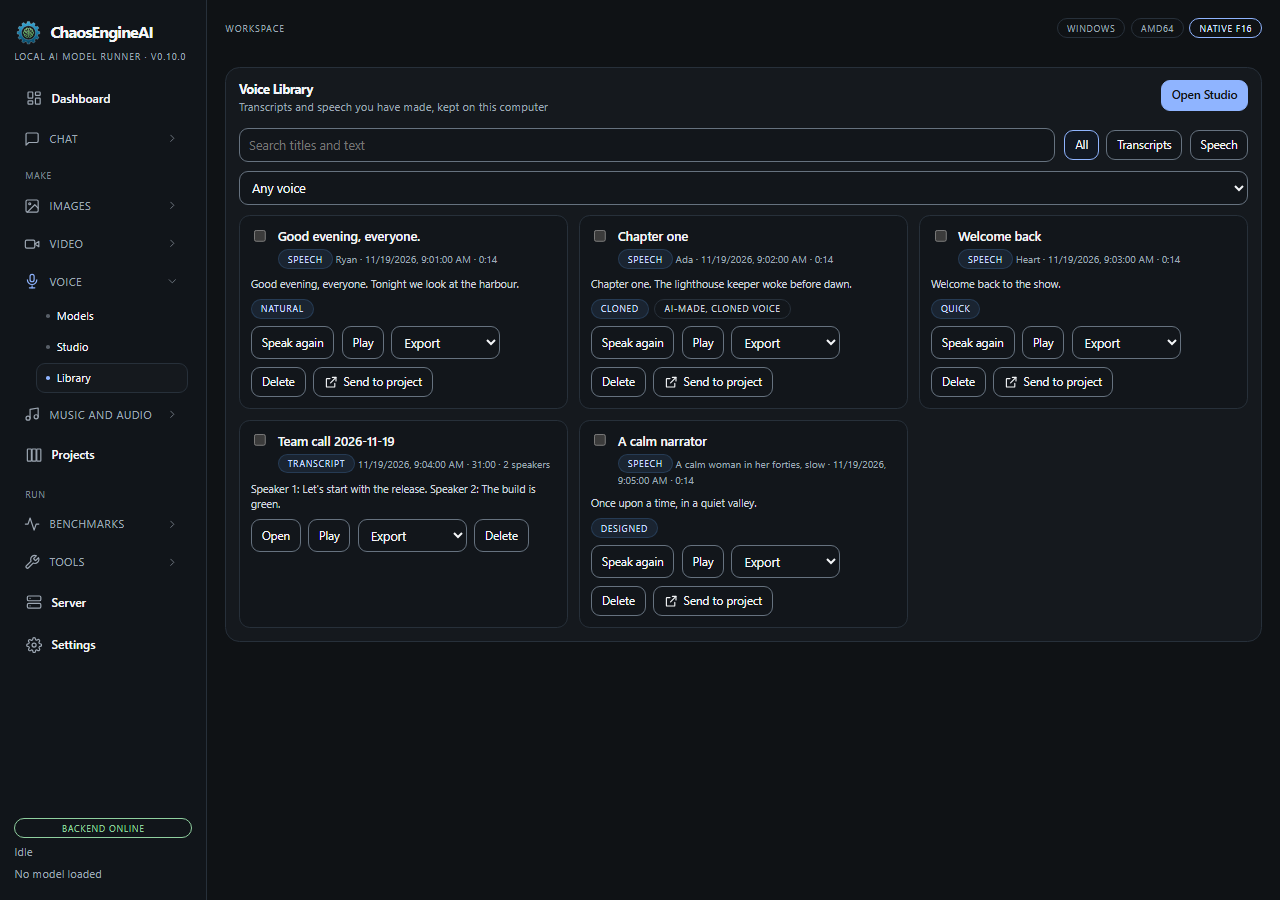 ChaosEngineAI
LOCAL AI MODEL RUNNER · V0.10.0
Dashboard
CHAT
MAKE
IMAGES
VIDEO
VOICE
Models
Studio
Library
MUSIC AND AUDIO
Projects
RUN
BENCHMARKS
TOOLS
Server
Settings
BACKEND ONLINE
Idle
No model loaded
WORKSPACE
WINDOWS
AMD64
NATIVE F16
Voice Library
Transcripts and speech you have made, kept on this computer
Open Studio
Search titles and text
All
Transcripts
Speech
Any voice
Good evening, everyone.
SPEECH Ryan · 11/19/2026, 9:01:00 AM · 0:14
Good evening, everyone. Tonight we look at the harbour.
NATURAL
Speak again
Play
Export
Delete
Send to project
Chapter one
SPEECH Ada · 11/19/2026, 9:02:00 AM · 0:14
Chapter one. The lighthouse keeper woke before dawn.
CLONED
AI-MADE, CLONED VOICE
Speak again
Play
Export
Delete
Send to project
Welcome back
SPEECH Heart · 11/19/2026, 9:03:00 AM · 0:14
Welcome back to the show.
QUICK
Speak again
Play
Export
Delete
Send to project
Team call 2026-11-19
TRANSCRIPT 11/19/2026, 9:04:00 AM · 31:00 · 2 speakers
Speaker 1: Let's start with the release. Speaker 2: The build is
green.
Open
Play
Export
Delete
A calm narrator
SPEECH A calm woman in her forties, slow · 11/19/2026,
9:05:00 AM · 0:14
Once upon a time, in a quiet valley.
DESIGNED
Speak again
Play
Export
Delete
Send to project